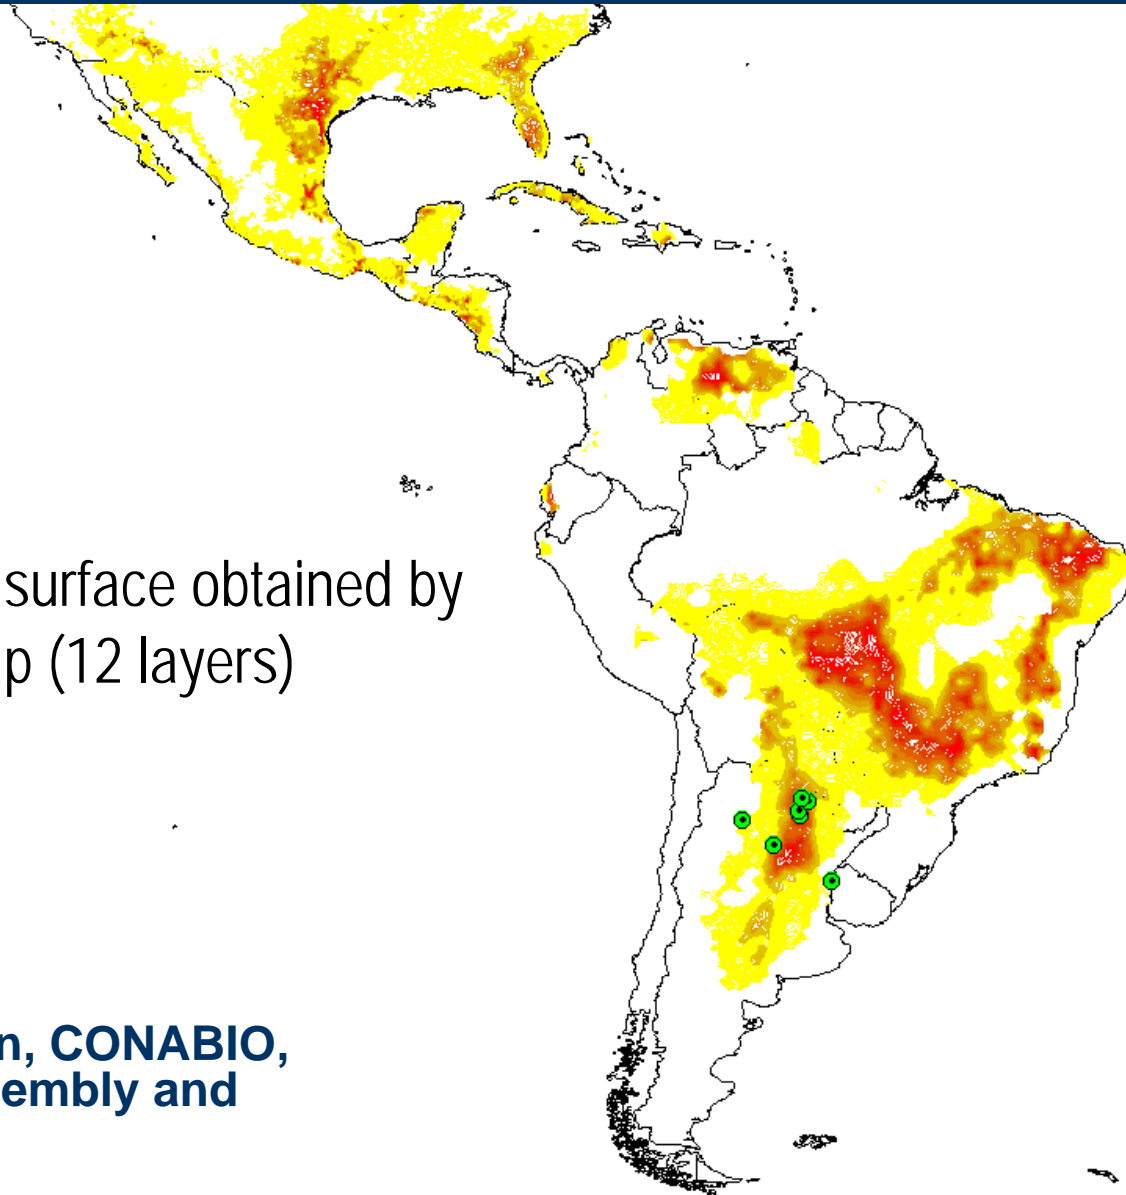 surface obtained by
p (12 layers)
n, CONABIO,
embly and